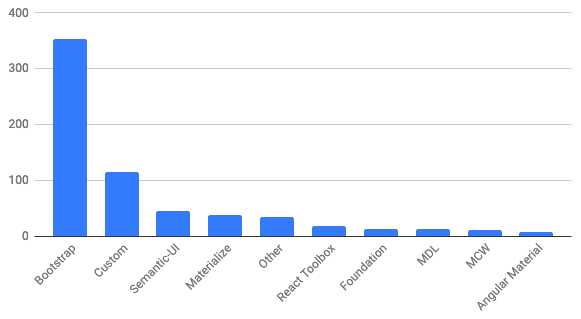 400
300
200
100
0
Bootstrap
Custom
Semantic-UI
Materialize
Other
React Toolbox
Foundation
MDL
MCW
Angular Material